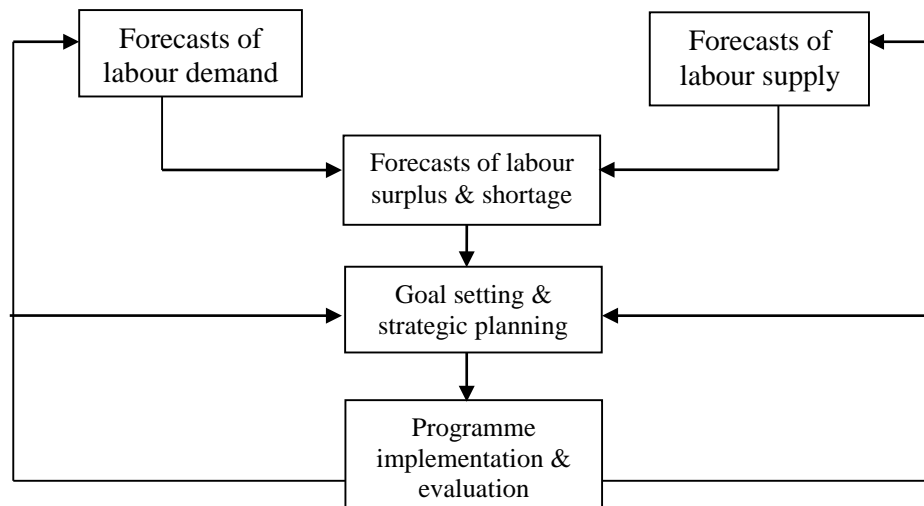 Forecasts of
labour demand
Forecasts of
labour supply
Forecasts of labour
surplus & shortage
Goal setting &
strategic planning
Programme
implementation &
evaluation